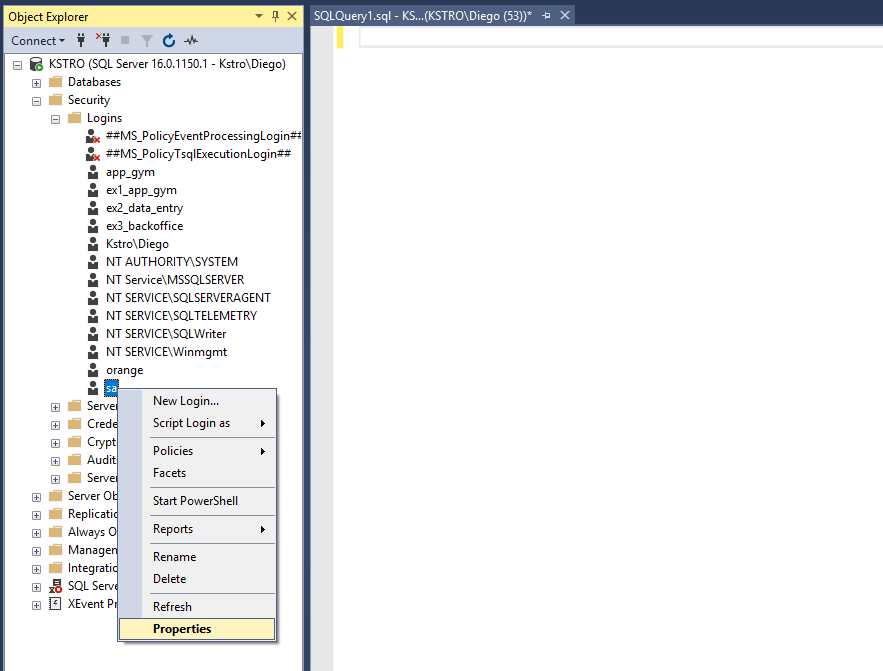 Object Explorer
SQLQuery1.sql - KS...(KSTRO\Diego (53))*
Connect
KSTRO (SQL Server 16.0.1150.1 - Kstro\Diego)
Databases
Security
Logins
##MS_PolicyEventProcessingLogin##
##MS_PolicyTsqlExecutionLogin##
app_gym
ex1_app_gym
ex2_data_entry
ex3_backoffice
Kstro\Diego
NT AUTHORITY\SYSTEM
NT Service\MSSQLSERVER
NT SERVICE\SQLSERVERAGENT
NT SERVICE\SQLTELEMETRY
NT SERVICE\SQLWriter
NT SERVICE\Winmgmt
orange
sa
Server
Crede
Crypt
Audit
Server
Server Ob
Replicatio
Always O
Managen
Integratic
SQL Serve
XEvent Pr
New Login...
Script Login as
Policies
Facets
Start PowerShell
Reports
Rename
Delete
Refresh
Properties